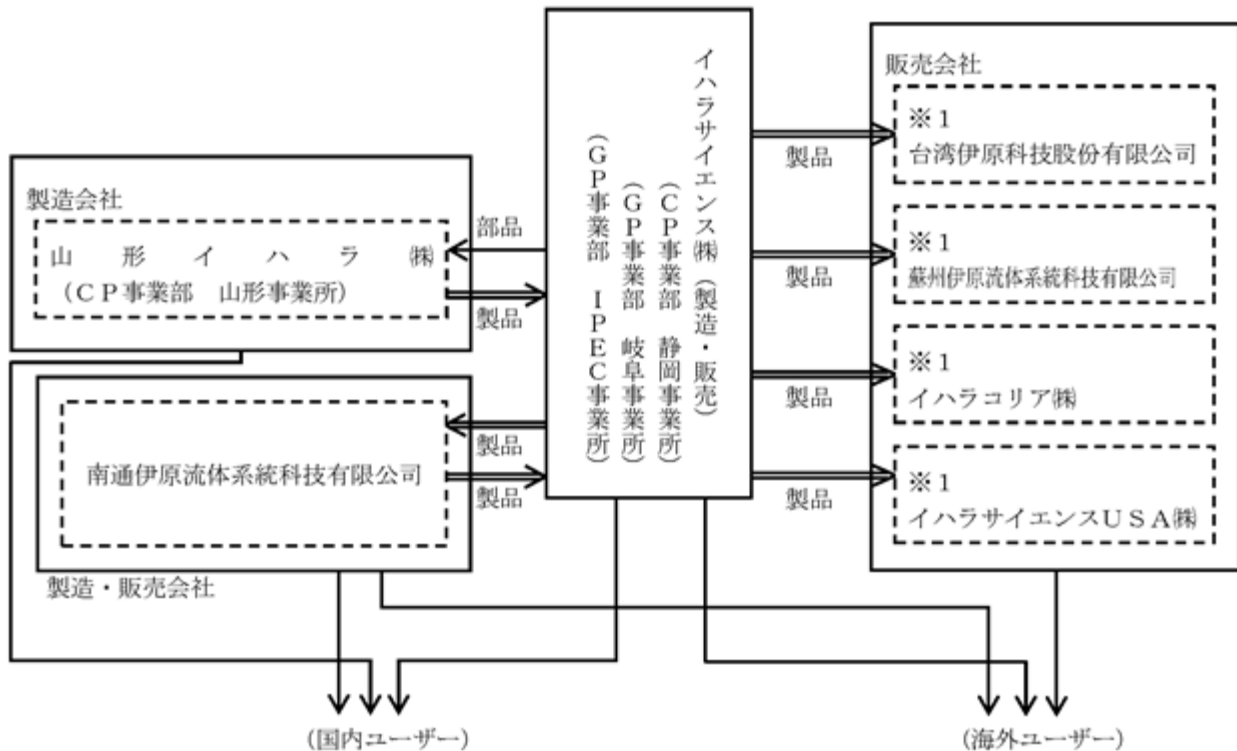 製造会社
山形イハラ㈱
（ＣＰ事業部　山形事業所）
部品
製品
南通伊原流体系統科技有限公司
製造・販売会社
製品
製品
イハラサイエンス㈱（製造・販売）
（ＣＰ事業部　静岡事業所）
（ＧＰ事業部　岐阜事業所）
（ＧＰ事業部　ＩＰＥＣ事業所）
製品
製品
製品
製品
販売会社
※１
台湾伊原科技股份有限公司
※１
蘇州伊原流体系統科技有限公司
※１
イハラコリア㈱
※１
イハラサイエンスＵＳＡ㈱
（国内ユーザー）
（海外ユーザー）